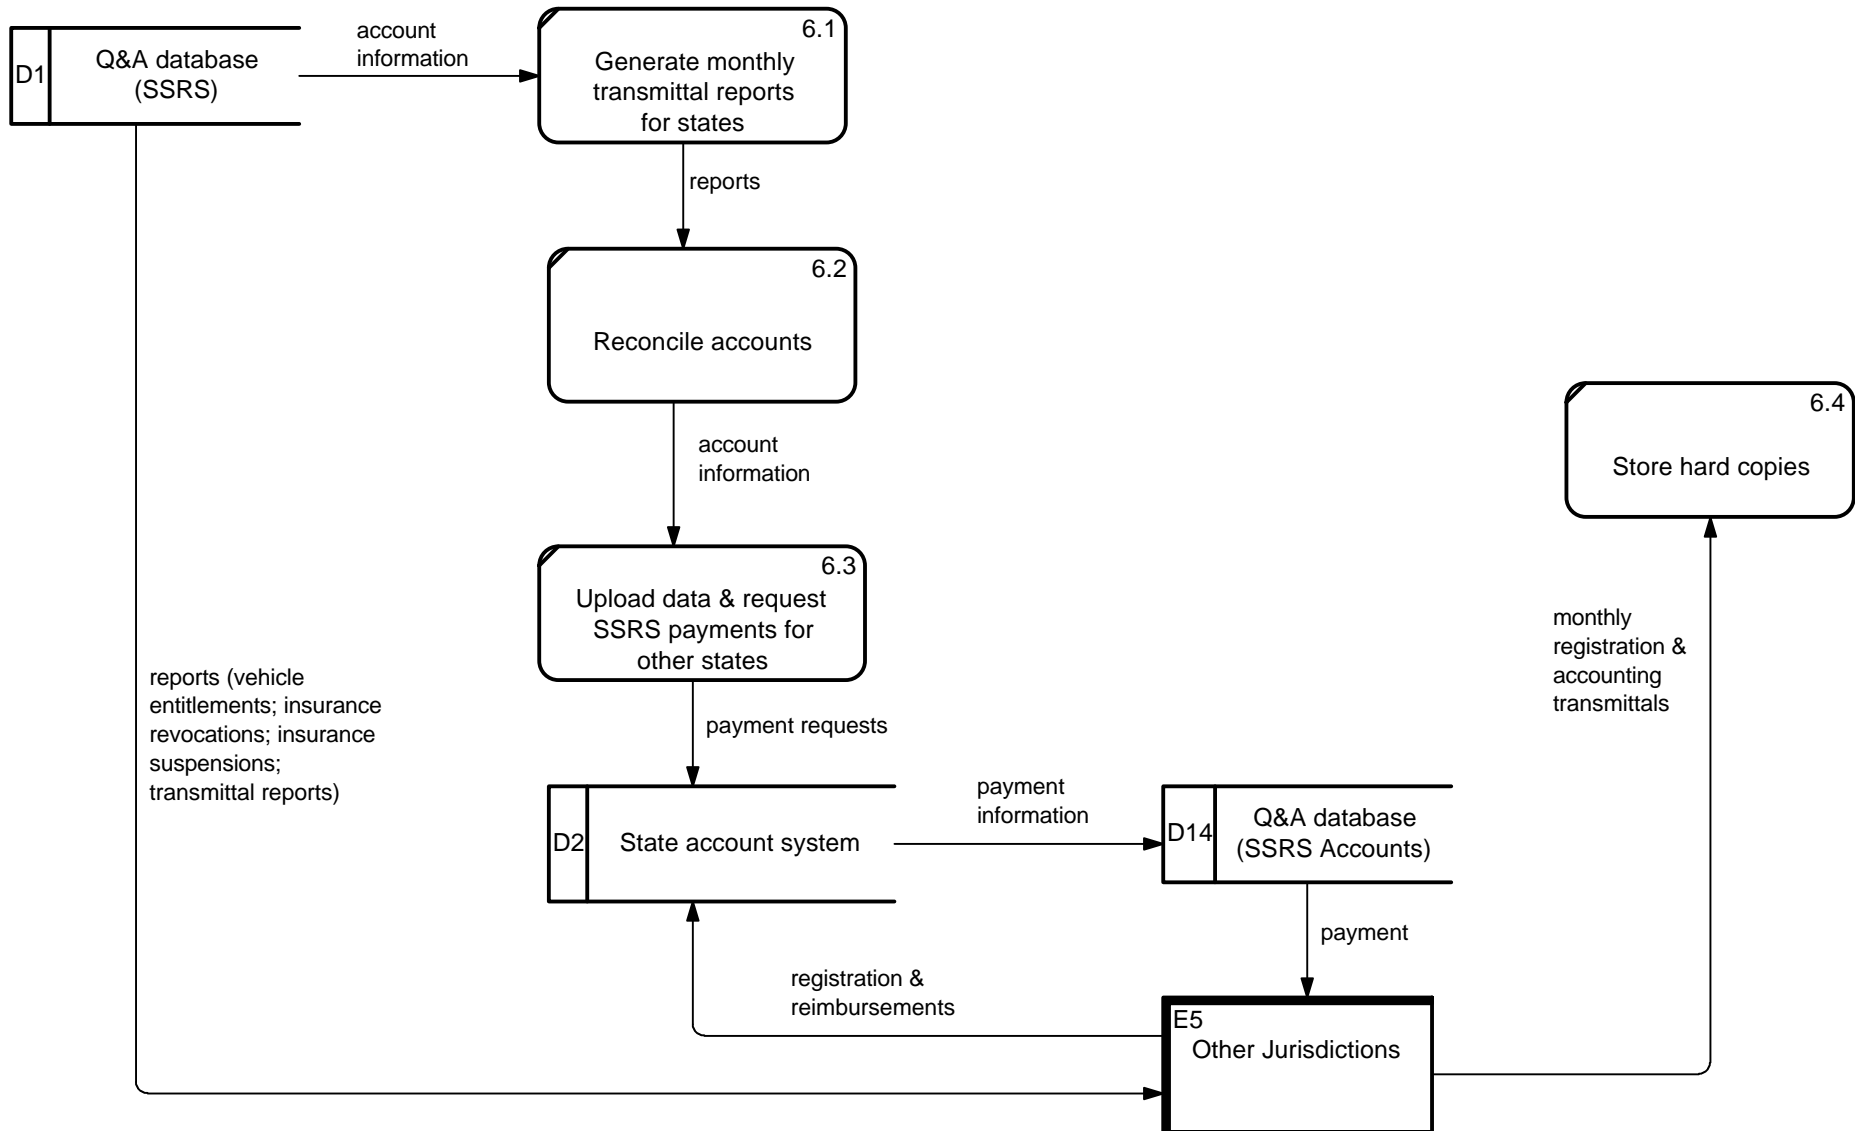 account
information
6.1
D1
Q&A database
(SSRS)
Generate monthly
transmittal reports
for states
reports
6.2
Reconcile accounts
6.4
Store hard copies
account
information
6.3
Upload data & request
SSRS payments for
other states
monthly
registration &
accounting
transmittals
reports (vehicle
entitlements; insurance
revocations; insurance
suspensions;
transmittal reports)
payment requests
payment
information
D2
State account system
D14
Q&A database
(SSRS Accounts)
payment
registration &
reimbursements
E5
Other Jurisdictions